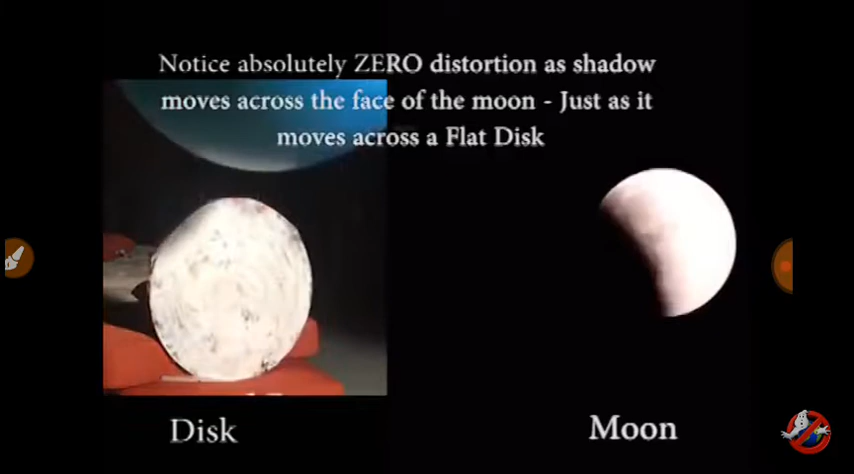 Notice absolutely ZERO distortion as shadow
moves across the face of the moon - Just as it
moves across a Flat Disk
Disk
Moon